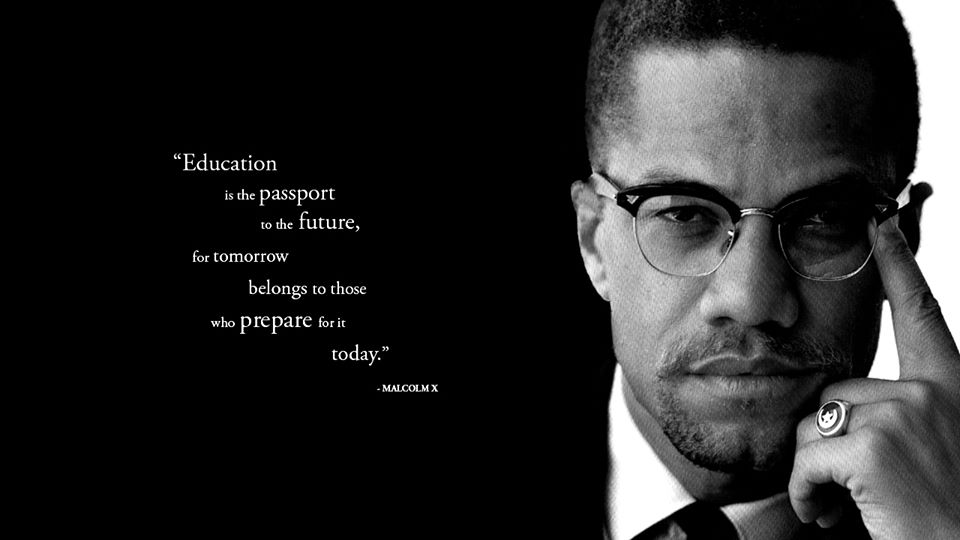 “Education
is the passport
to the future,
for tomorrow
belongs to those
who prepare for it
today.”
- MALCOLM X